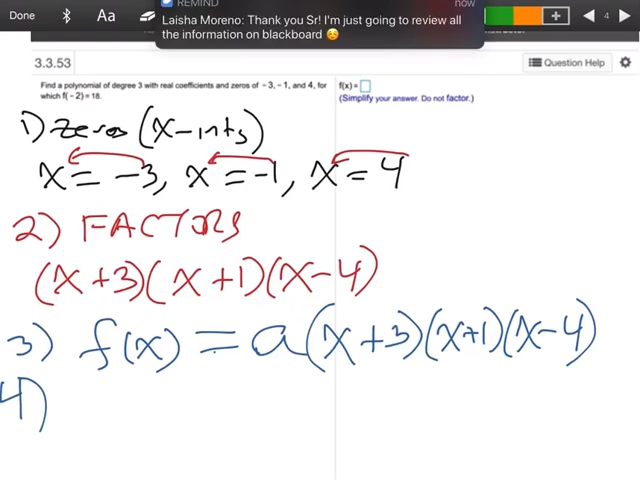 REMIND
now
Laisha Moreno: Thank you Sr! I'm just going to review all
the information on blackboard ☺️
Done
Aa
4
3.3.53
Question Help
Find a polynomial of degree 3 with real coefficients and zeros of −3, −1, and 4, for
which f(−2) = 18.
f(x) =
(Simplify your answer. Do not factor.)
1) zeros (x-ints)
x = −3, x = −1, x = 4
2) FACTORS
(x+3)(x+1)(x−4)
3) f(x) = a(x+3)(x+1)(x−4)
4)